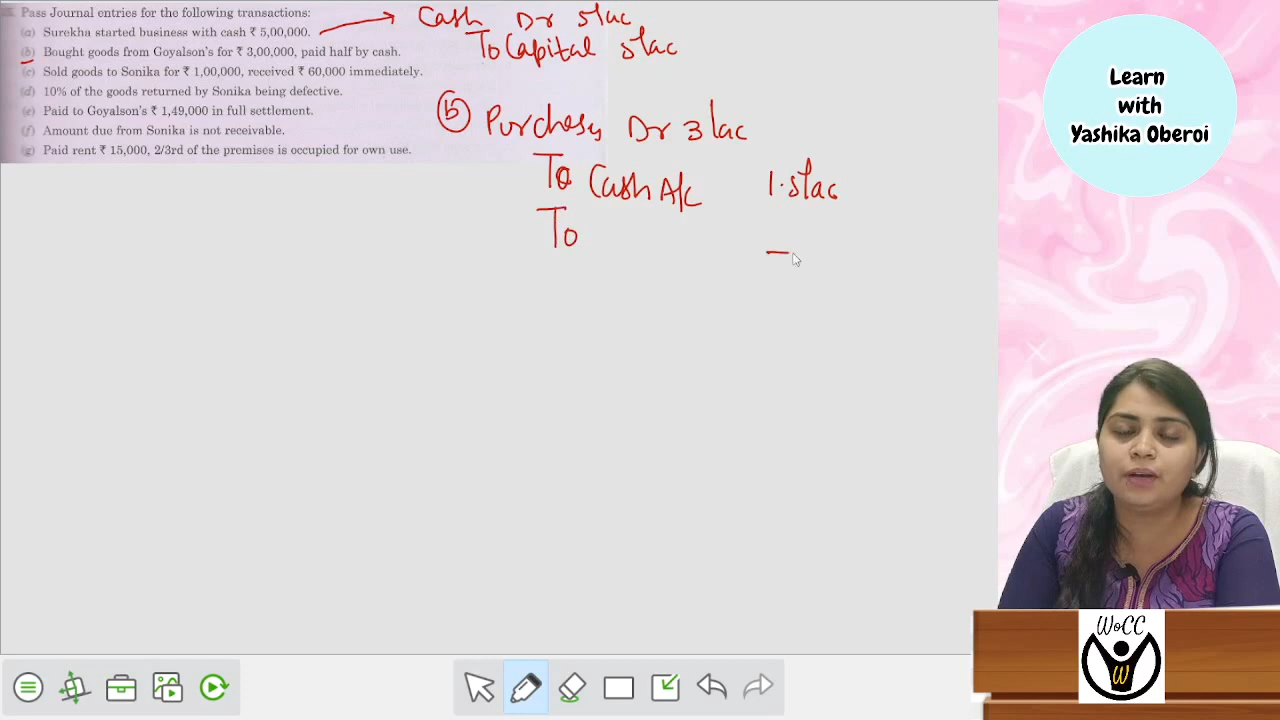 Pass Journal entries for the following transactions:
(a) Surekha started business with cash ₹ 5,00,000.
(b) Bought goods from Goyalson's for ₹ 3,00,000, paid half by cash.
(c) Sold goods to Sonika for ₹ 1,00,000, received ₹ 60,000 immediately.
(d) 10% of the goods returned by Sonika being defective.
(e) Paid to Goyalson's ₹ 1,49,000 in full settlement.
(f) Amount due from Sonika is not receivable.
(g) Paid rent ₹ 15,000, 2/3rd of the premises is occupied for own use.
Cash Dr 5lac
To Capital 5lac
(b) Purchases Dr 3lac
To Cash A/c 1.5lac
To
Learn
with
Yashika Oberoi
WoCC
W